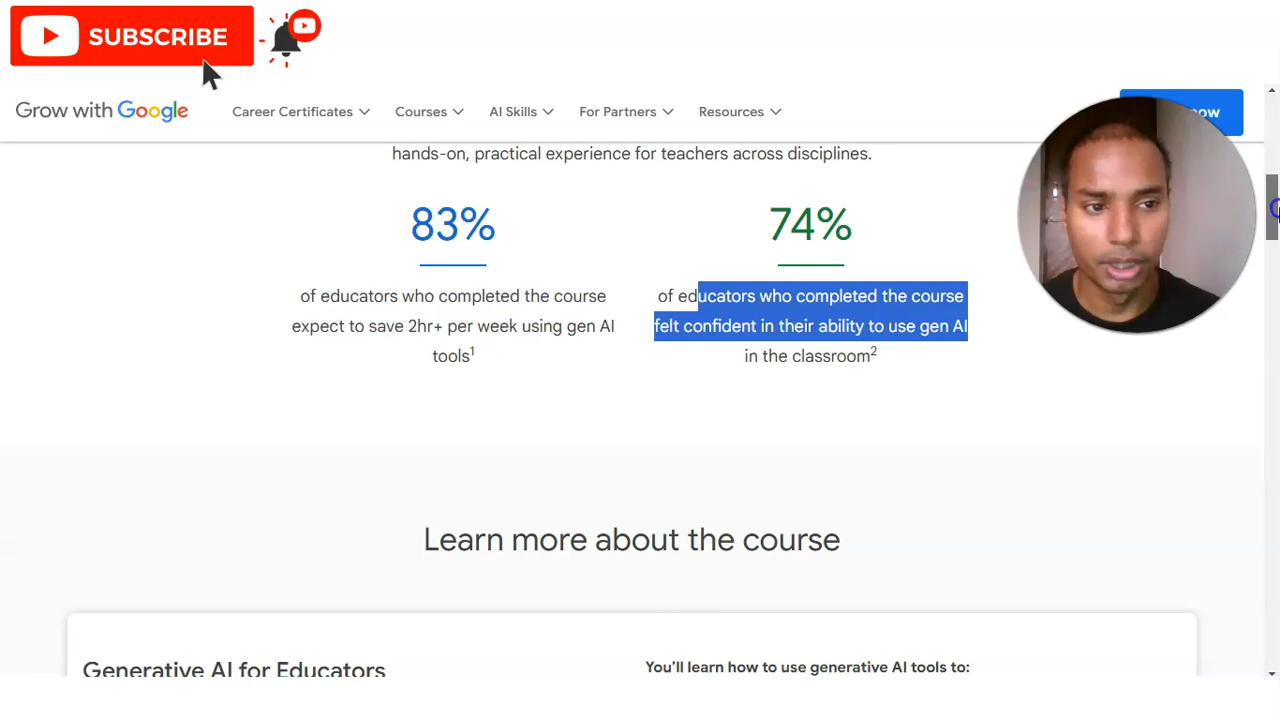 SUBSCRIBE
Grow with Google
Career Certificates
Courses
AI Skills
For Partners
Resources
now
hands-on, practical experience for teachers across disciplines.
83%
74%
of educators who completed the course
expect to save 2hr+ per week using gen AI
tools1
of educators who completed the course
felt confident in their ability to use gen AI
in the classroom2
Learn more about the course
Generative AI for Educators
You'll learn how to use generative AI tools to: